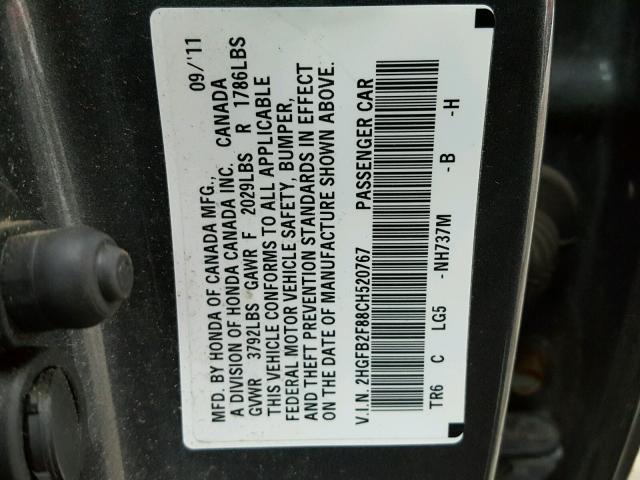 MFD. BY HONDA OF CANADA MFG., 09/'11
A DIVISION OF HONDA CANADA INC. CANADA
GVWR 3792LBS GAWR F 2029LBS R 1786LBS
THIS VEHICLE CONFORMS TO ALL APPLICABLE
FEDERAL MOTOR VEHICLE SAFETY, BUMPER,
AND THEFT PREVENTION STANDARDS IN EFFECT
ON THE DATE OF MANUFACTURE SHOWN ABOVE.
V.I.N. 2HGFB2F88CH520767 PASSENGER CAR
TR6 C LG5 -NH737M -B -H